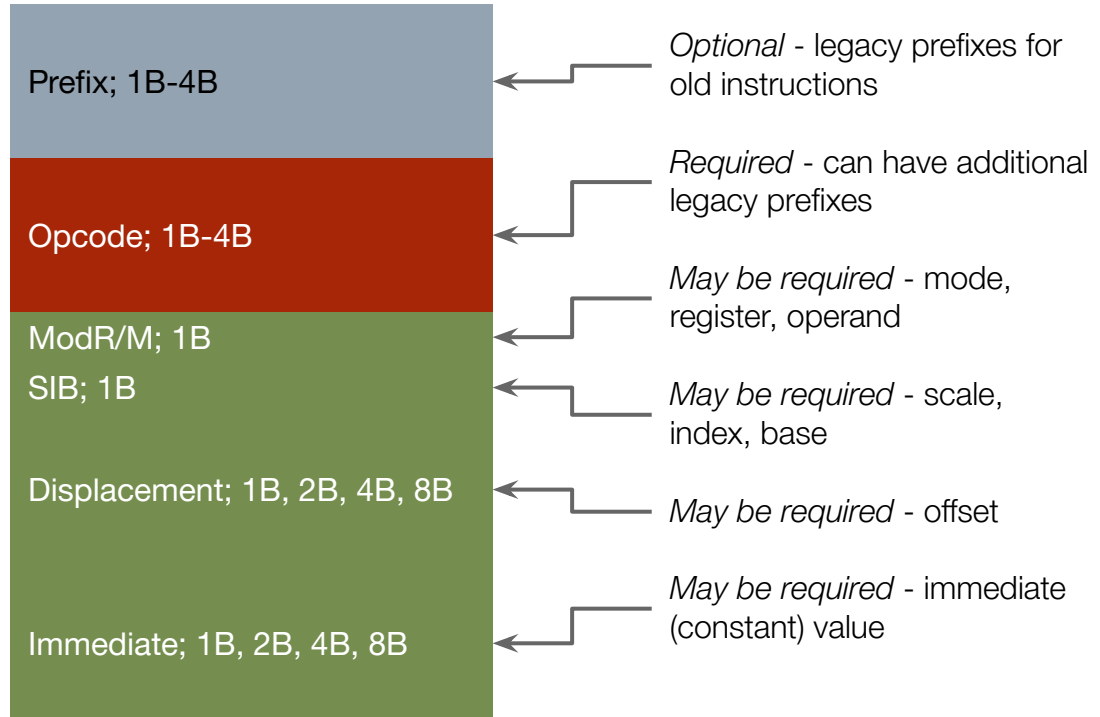 Prefix; 1B-4B
Optional - legacy prefixes for
old instructions
Opcode; 1B-4B
Required - can have additional
legacy prefixes
ModR/M; 1B
May be required - mode,
register, operand
SIB; 1B
May be required - scale,
index, base
Displacement; 1B, 2B, 4B, 8B
May be required - offset
Immediate; 1B, 2B, 4B, 8B
May be required - immediate
(constant) value